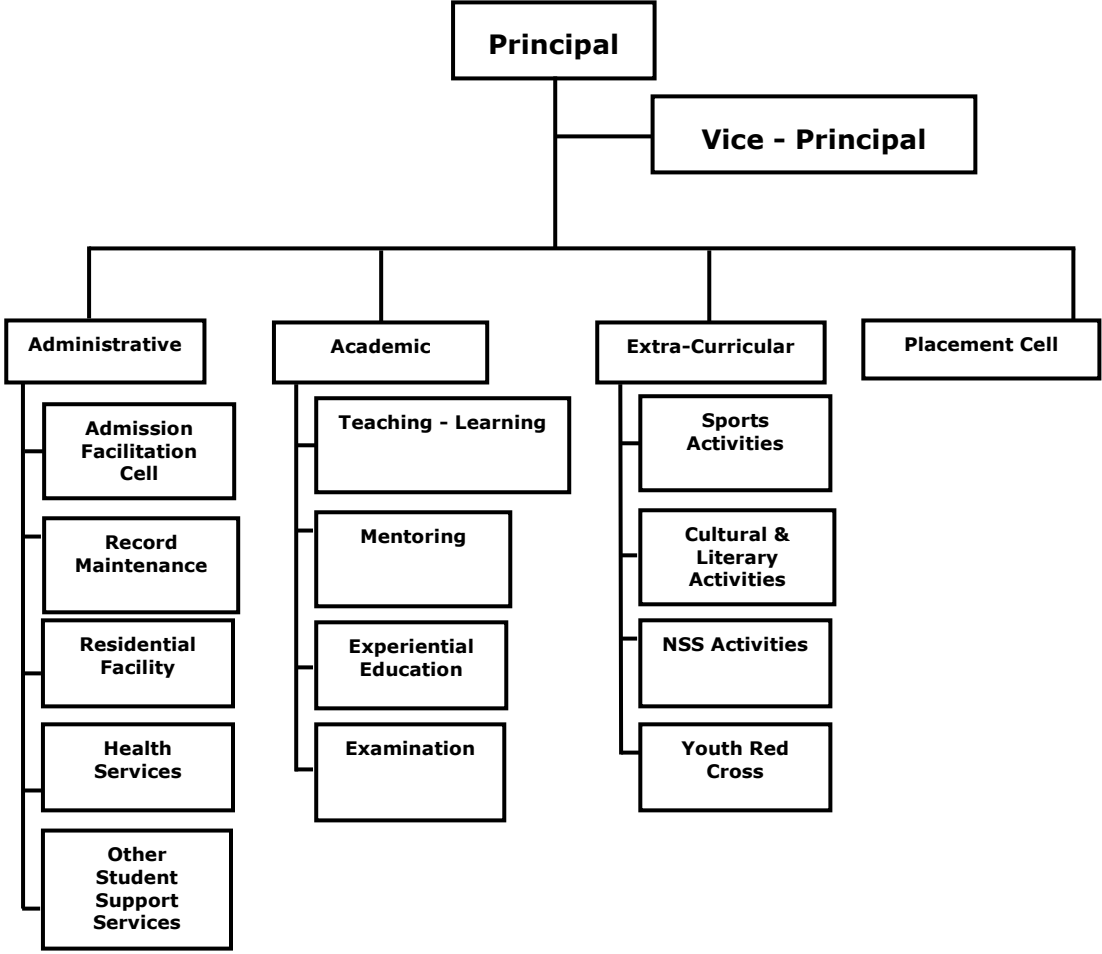 Principal
Vice - Principal
Administrative
Academic
Extra-Curricular
Placement Cell
Admission
Facilitation
Cell
Record
Maintenance
Residential
Facility
Health
Services
Other
Student
Support
Services
Teaching - Learning
Mentoring
Experiential
Education
Examination
Sports
Activities
Cultural &
Literary
Activities
NSS Activities
Youth Red
Cross